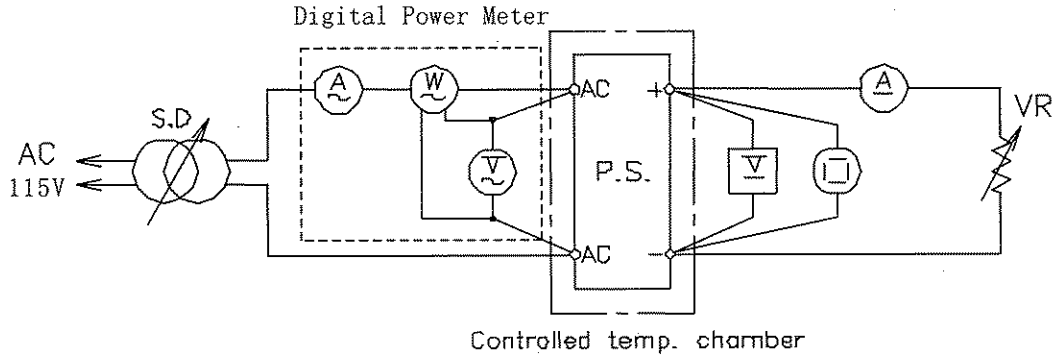 Digital Power Meter
A
W
AC
+
A
VR
S.D
AC
115V
V
P.S.
V
AC
−
Controlled temp. chamber